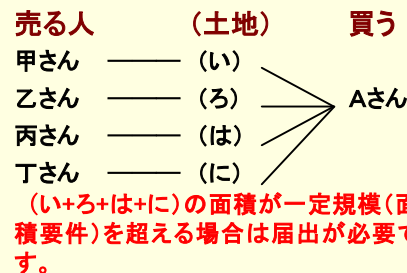 売る人 （土地） 買う
甲さん （い） 
乙さん （ろ） Aさん
丙さん （は）
丁さん （に）
（い+ろ+は+に）の面積が一定規模（面
積要件）を超える場合は届出が必要で
す。